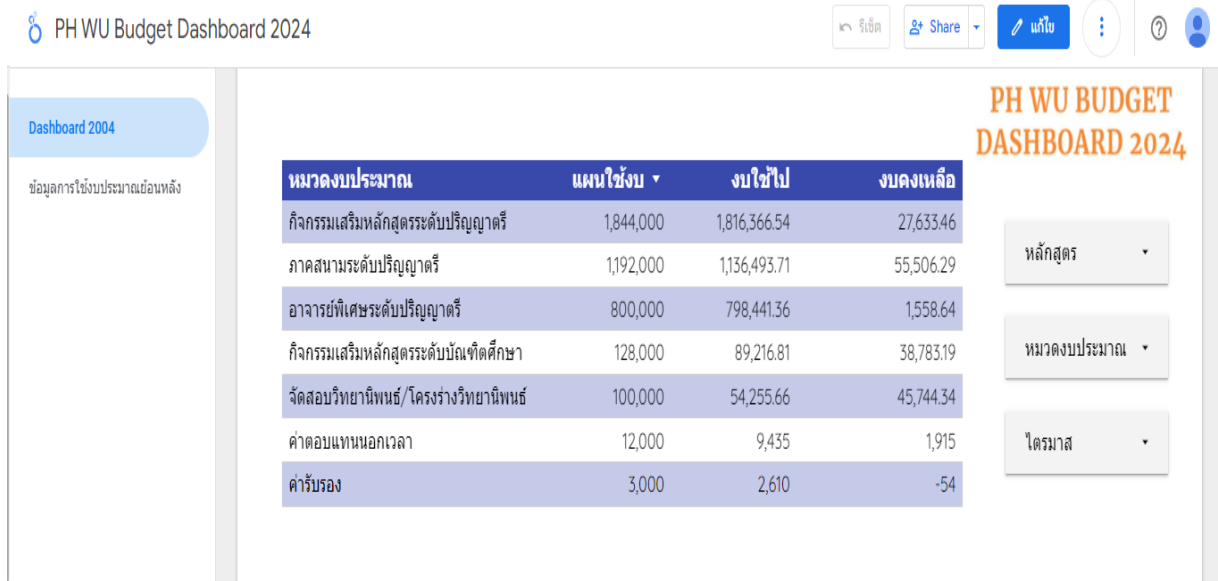 PH WU Budget Dashboard 2024
รีเซ็ต Share แก้ไข
Dashboard 2004
ข้อมูลการใช้งบประมาณย้อนหลัง
PH WU BUDGET
DASHBOARD 2024
หมวดงบประมาณ แผนใช้งบ งบใช้ไป งบคงเหลือ
กิจกรรมเสริมหลักสูตรระดับปริญญาตรี 1,844,000 1,816,366.54 27,633.46
ภาคสนามระดับปริญญาตรี 1,192,000 1,136,493.71 55,506.29
อาจารย์พิเศษระดับปริญญาตรี 800,000 798,441.36 1,558.64
กิจกรรมเสริมหลักสูตรระดับบัณฑิตศึกษา 128,000 89,216.81 38,783.19
จัดสอบวิทยานิพนธ์/โครงร่างวิทยานิพนธ์ 100,000 54,255.66 45,744.34
ค่าตอบแทนนอกเวลา 12,000 9,435 1,915
ค่ารับรอง 3,000 2,610 -54
หลักสูตร
หมวดงบประมาณ
ไตรมาส